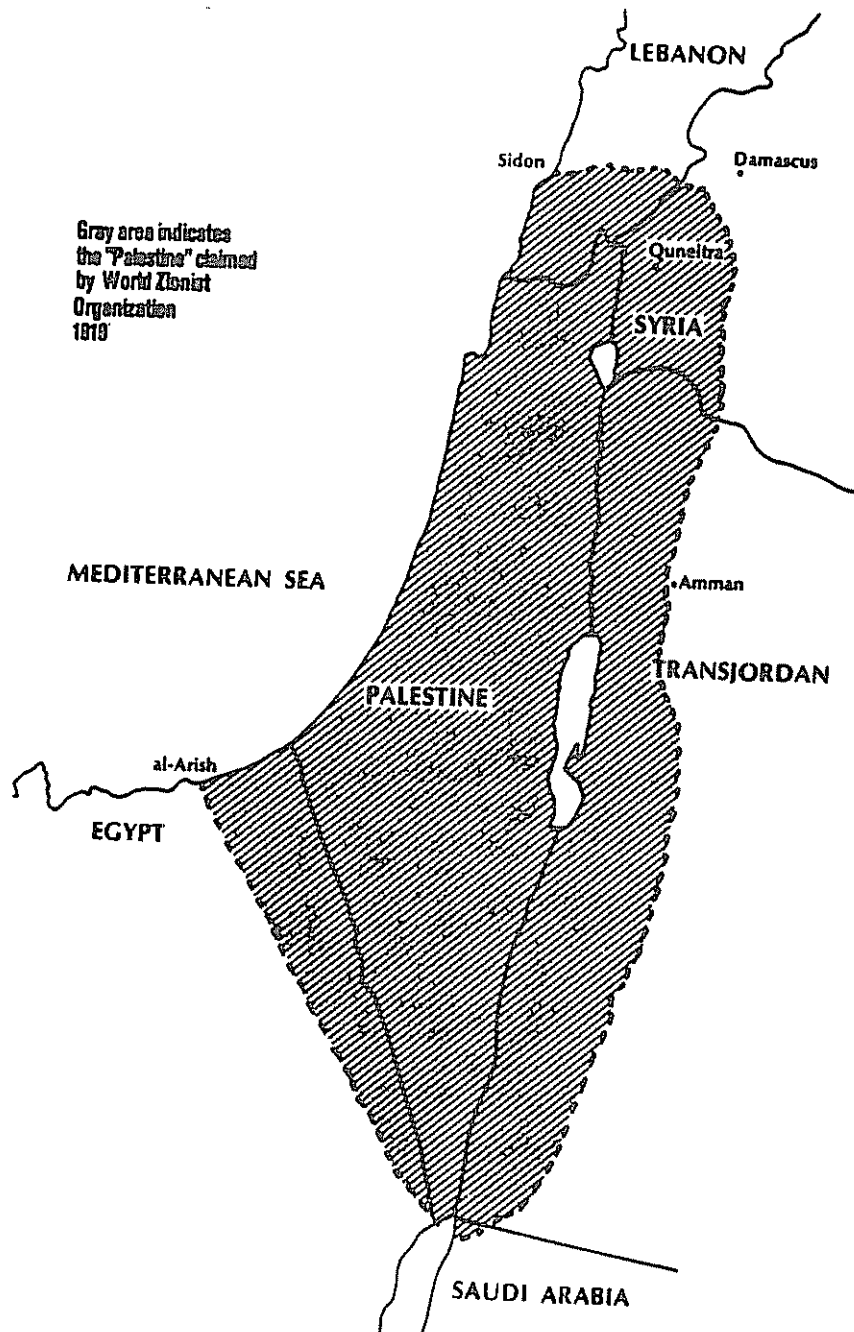 LEBANON
Sidon
Damascus
Gray area indicates
the "Palestine" claimed
by World Zionist
Organization
1919
Quneitra
SYRIA
MEDITERRANEAN SEA
Amman
TRANSJORDAN
PALESTINE
al-Arish
EGYPT
SAUDI ARABIA